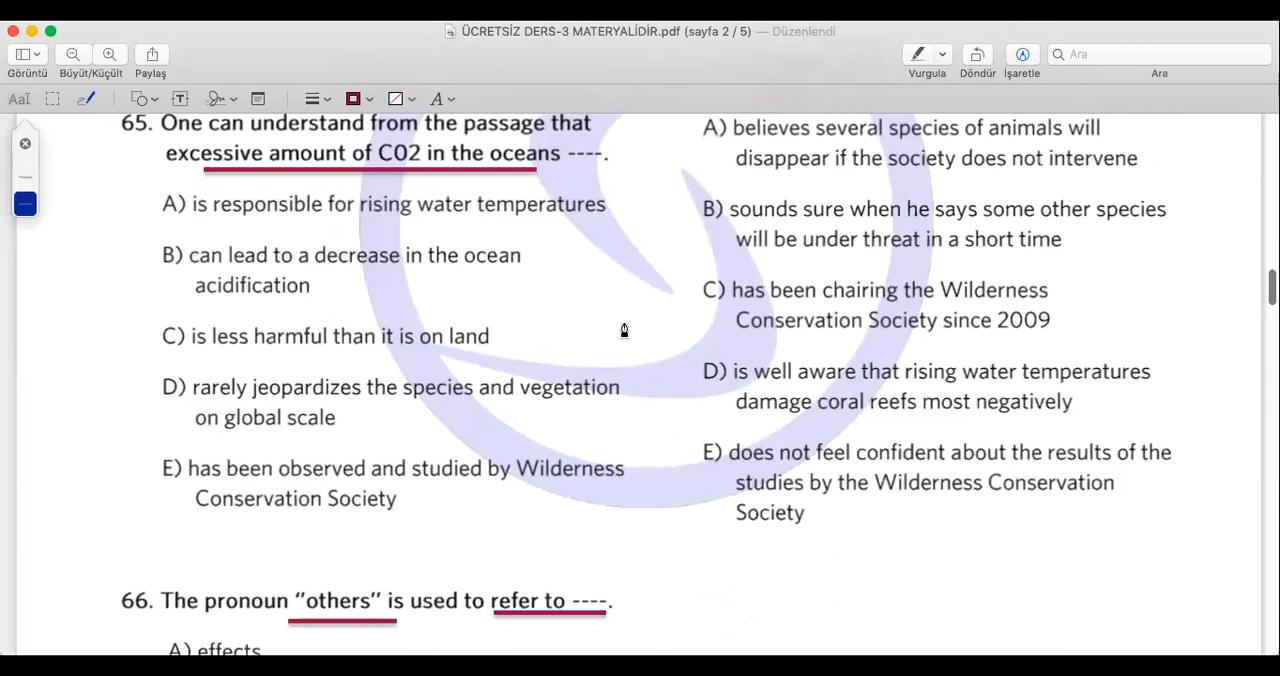 ÜCRETSİZ DERS-3 MATERYALİDİR.pdf (sayfa 2 / 5) — Düzenlendi
Ara
Görüntü
Büyüt/Küçült
Paylaş
Vurgula
Döndür
İşaretle
Ara
65. One can understand from the passage that
excessive amount of C02 in the oceans ----.
A) is responsible for rising water temperatures
B) can lead to a decrease in the ocean
acidification
C) is less harmful than it is on land
D) rarely jeopardizes the species and vegetation
on global scale
E) has been observed and studied by Wilderness
Conservation Society
66. The pronoun "others" is used to refer to ----.
A) effects
A) believes several species of animals will
disappear if the society does not intervene
B) sounds sure when he says some other species
will be under threat in a short time
C) has been chairing the Wilderness
Conservation Society since 2009
D) is well aware that rising water temperatures
damage coral reefs most negatively
E) does not feel confident about the results of the
studies by the Wilderness Conservation
Society